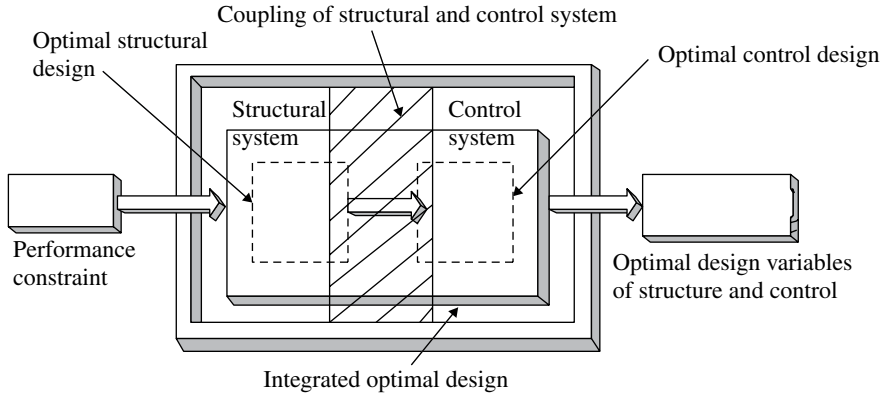 Coupling of structural and control system
Optimal structural
design
Optimal control design
Structural
system
Control
system
Performance
constraint
Optimal design variables
of structure and control
Integrated optimal design